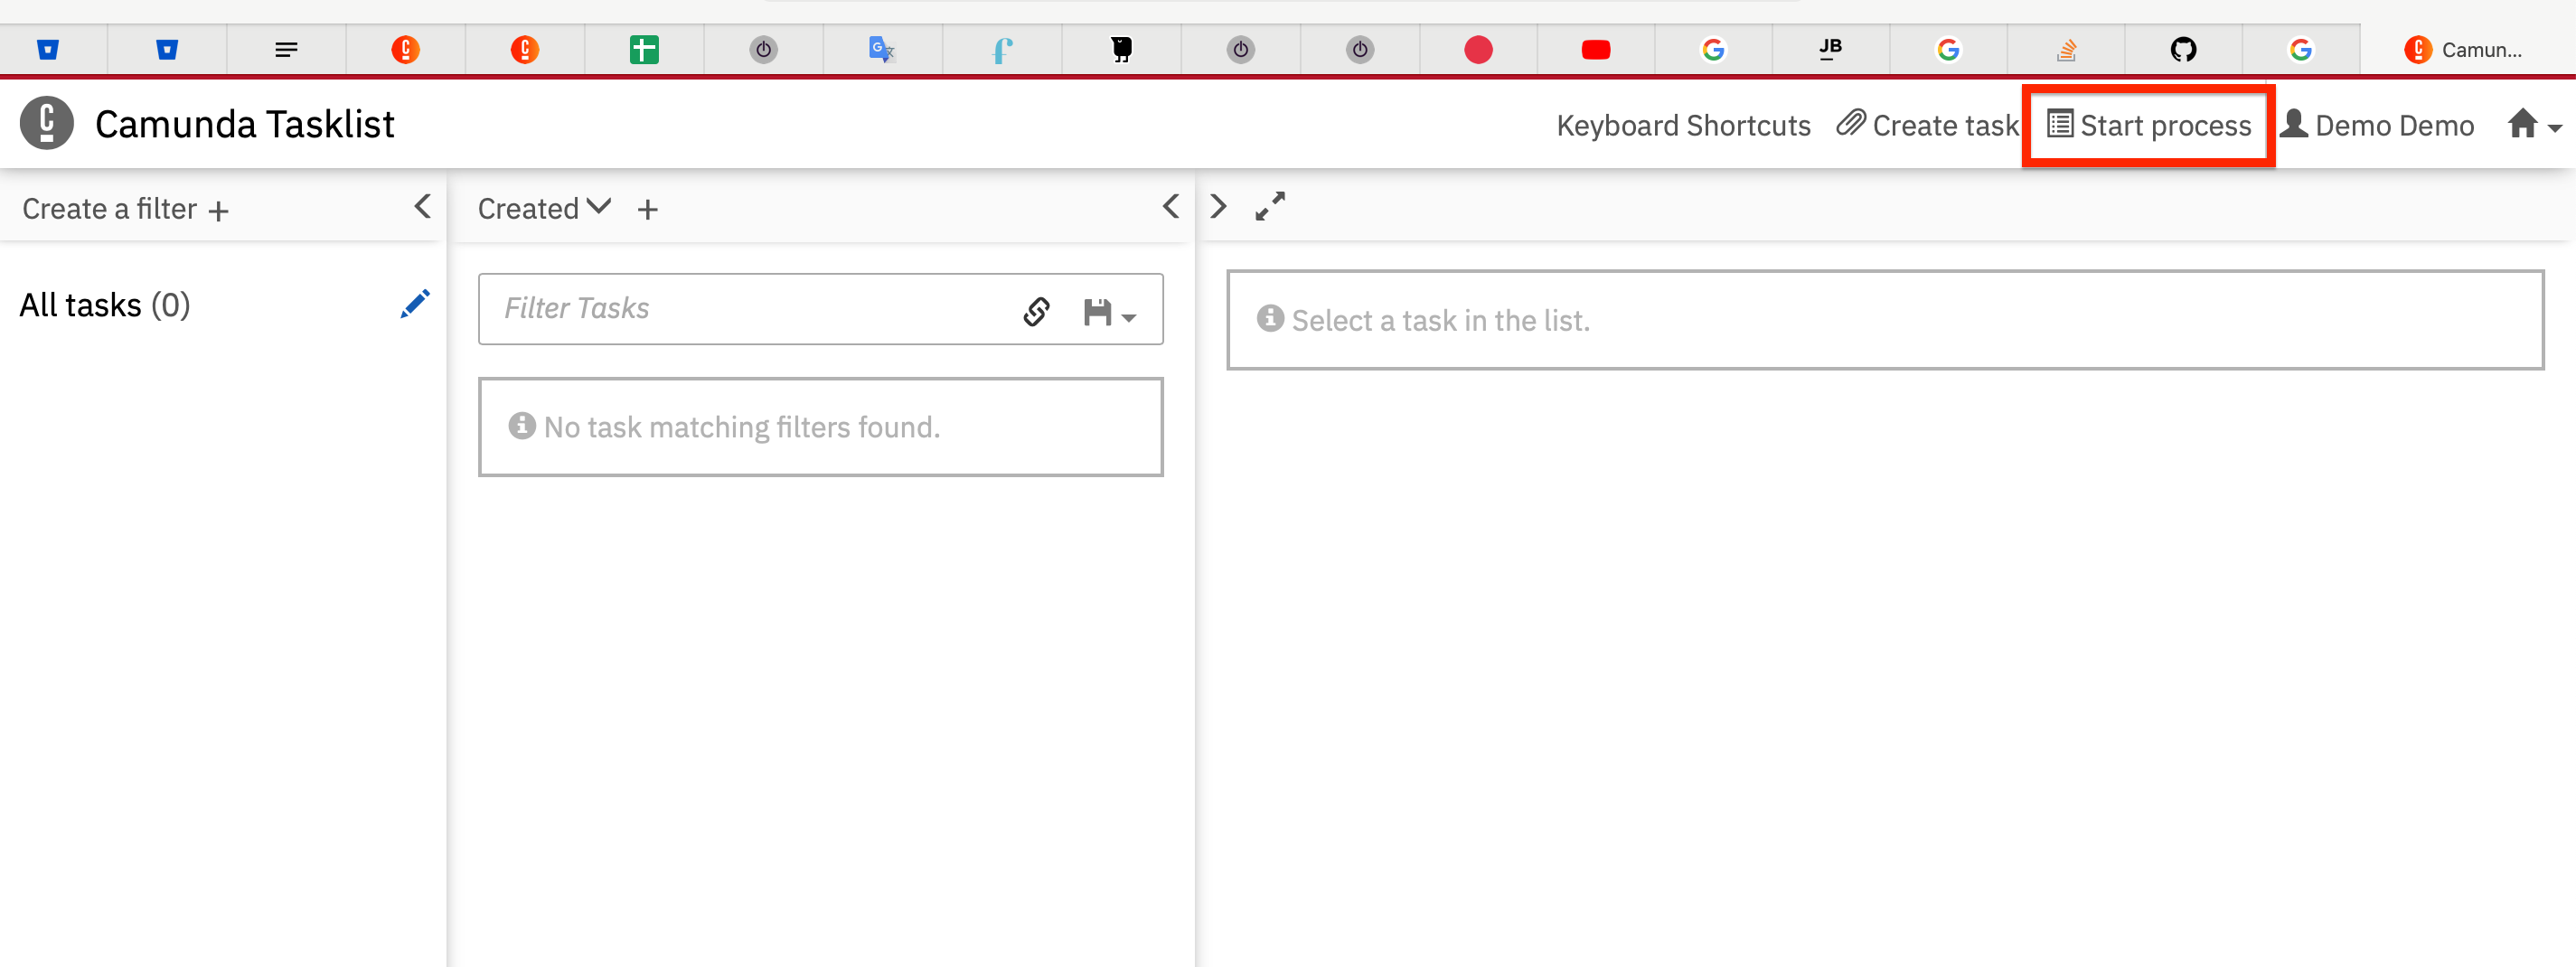 JB
Camun...
Camunda Tasklist
Keyboard Shortcuts
Create task
Start process
Demo Demo
Create a filter +
Created
+
All tasks (0)
Filter Tasks
No task matching filters found.
Select a task in the list.